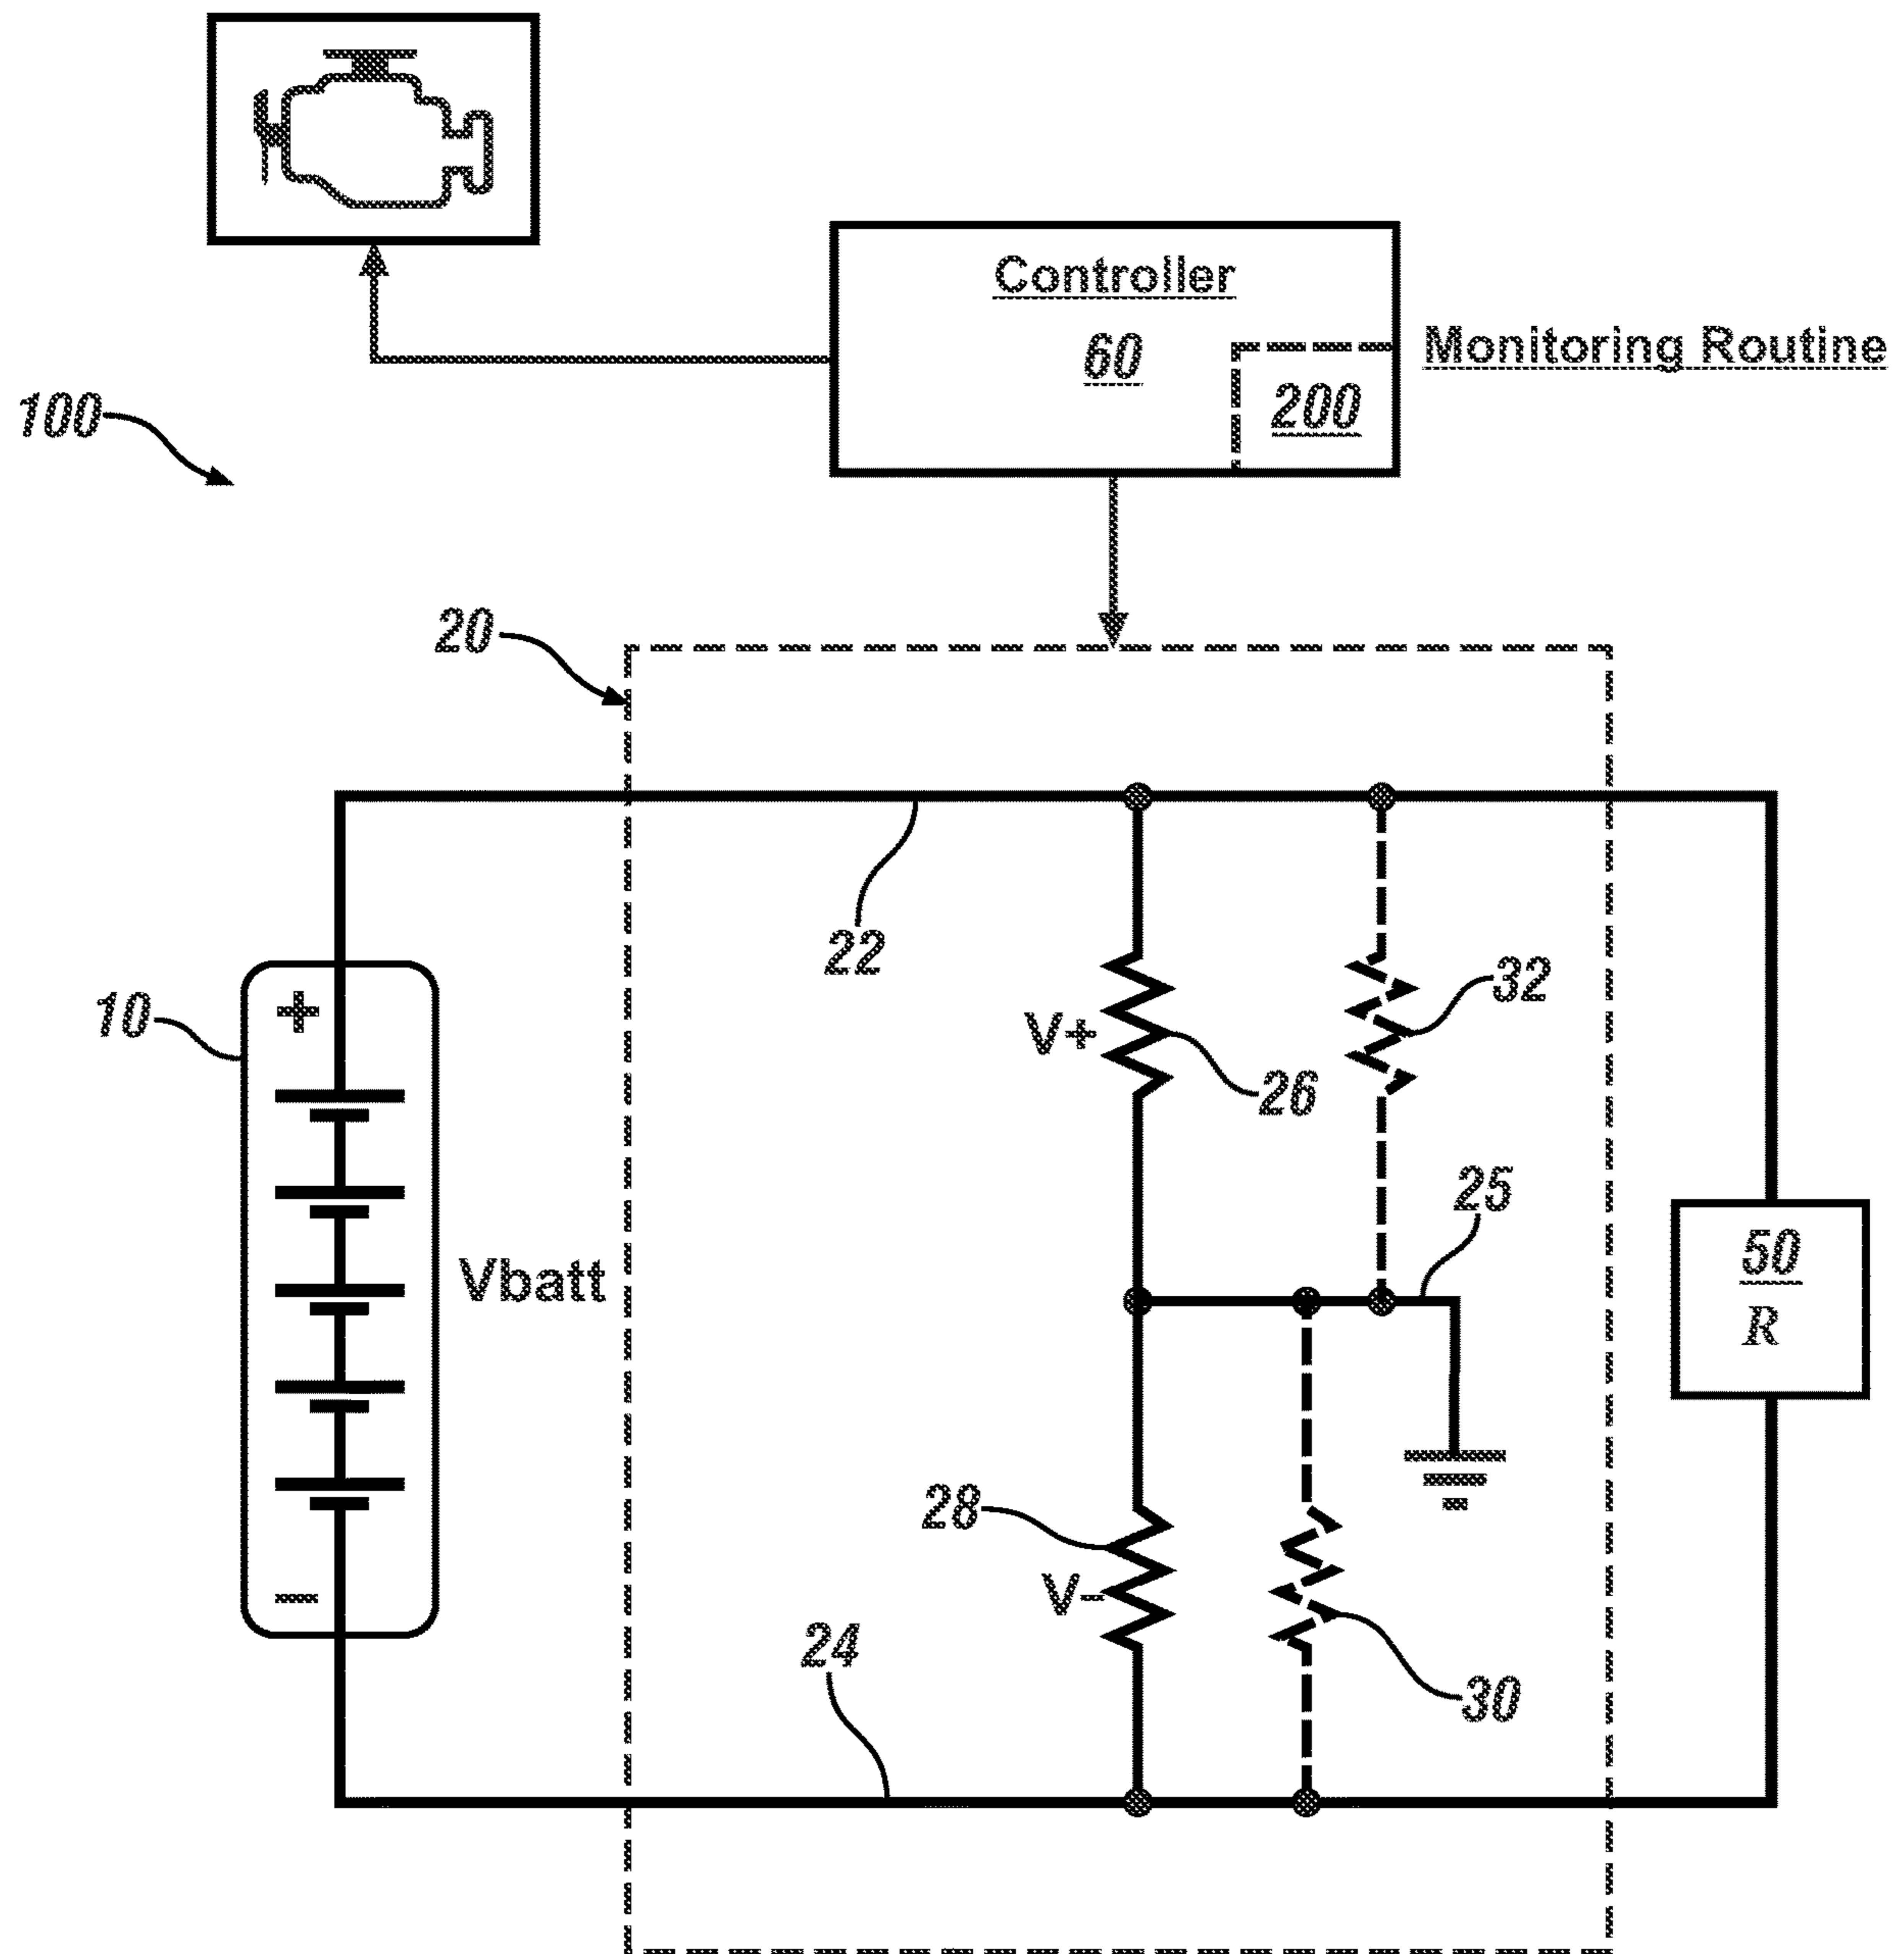 Controller
60
Monitoring Routine
200
100
20
22
10
+
V+
32
26
25
Vbatt
50
R
28
V-
24
30
−